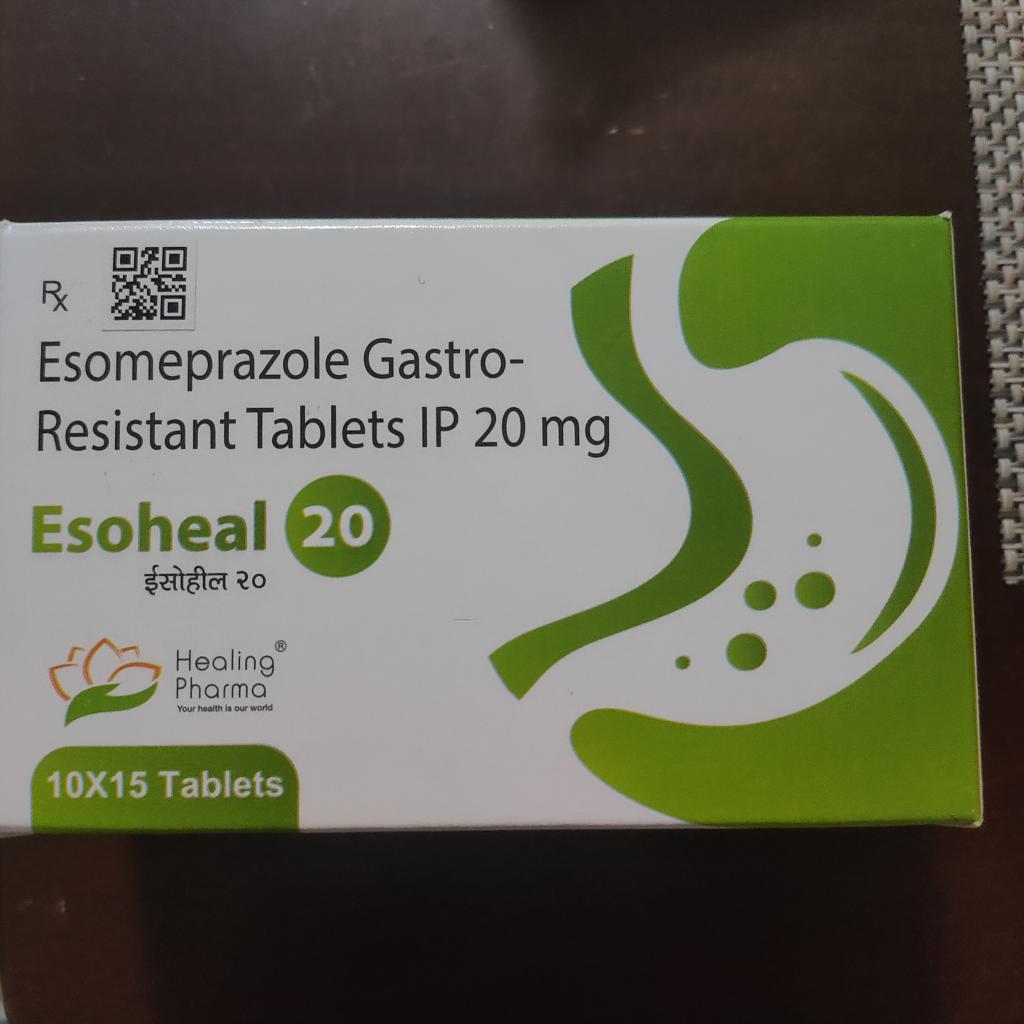 Rx
Esomeprazole Gastro-
Resistant Tablets IP 20 mg
Esoheal 20
ईसोहील २०
Healing®
Pharma
Your health is our world
10X15 Tablets